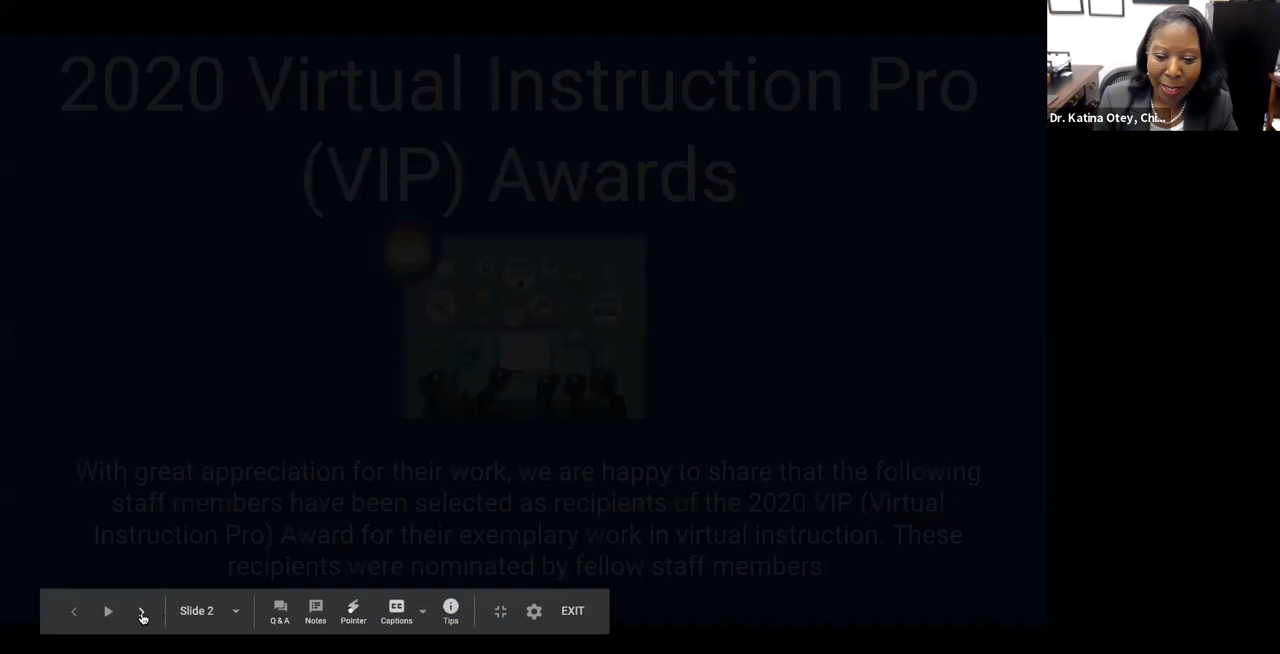 2020 Virtual Instruction Pro
(VIP) Awards
Dr. Katina Otey, Chi...
With great appreciation for their work, we are happy to share that the following
staff members have been selected as recipients of the 2020 VIP (Virtual
Instruction Pro) Award for their exemplary work in virtual instruction. These
recipients were nominated by fellow staff members:
Slide 2
Q & A
Notes
Pointer
CC
Captions
Tips
EXIT